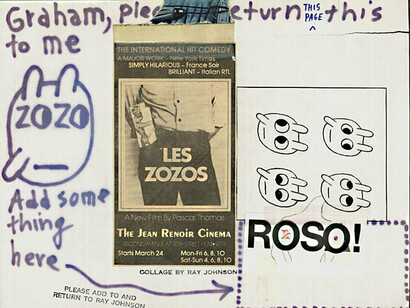 Graham, please return this
THIS
PAGE
to me
ZOZO
Add some
thing
here
THE INTERNATIONAL HIT COMEDY
A MAJOR WORK - New York Times
SIMPLY HILARIOUS - France Soir
BRILLIANT - Italian RTL
LES
ZOZOS
A New Film By Pascal Thomas
THE JEAN RENOIR CINEMA
Starts March 24
Mon-Fri 6, 8, 10
Sat-Sun 4, 6, 8, 10
COLLAGE BY RAY JOHNSON
PLEASE ADD TO AND
RETURN TO RAY JOHNSON
ROSO!